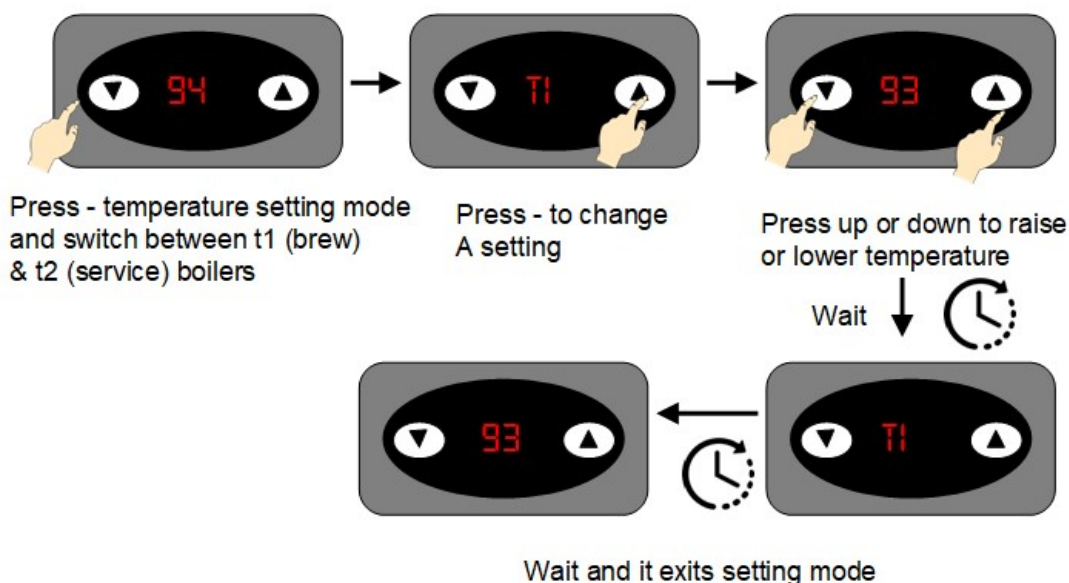 94
T1
93
Press - temperature setting mode
and switch between t1 (brew)
& t2 (service) boilers
Press - to change
A setting
Press up or down to raise
or lower temperature
Wait
93
T1
Wait and it exits setting mode